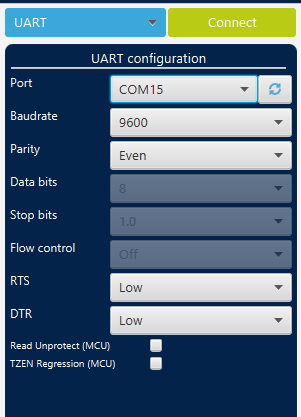 UART Connect
UART configuration
Port COM15
Baudrate 9600
Parity Even
Data bits 8
Stop bits 1.0
Flow control Off
RTS Low
DTR Low
Read Unprotect (MCU)
TZEN Regression (MCU)